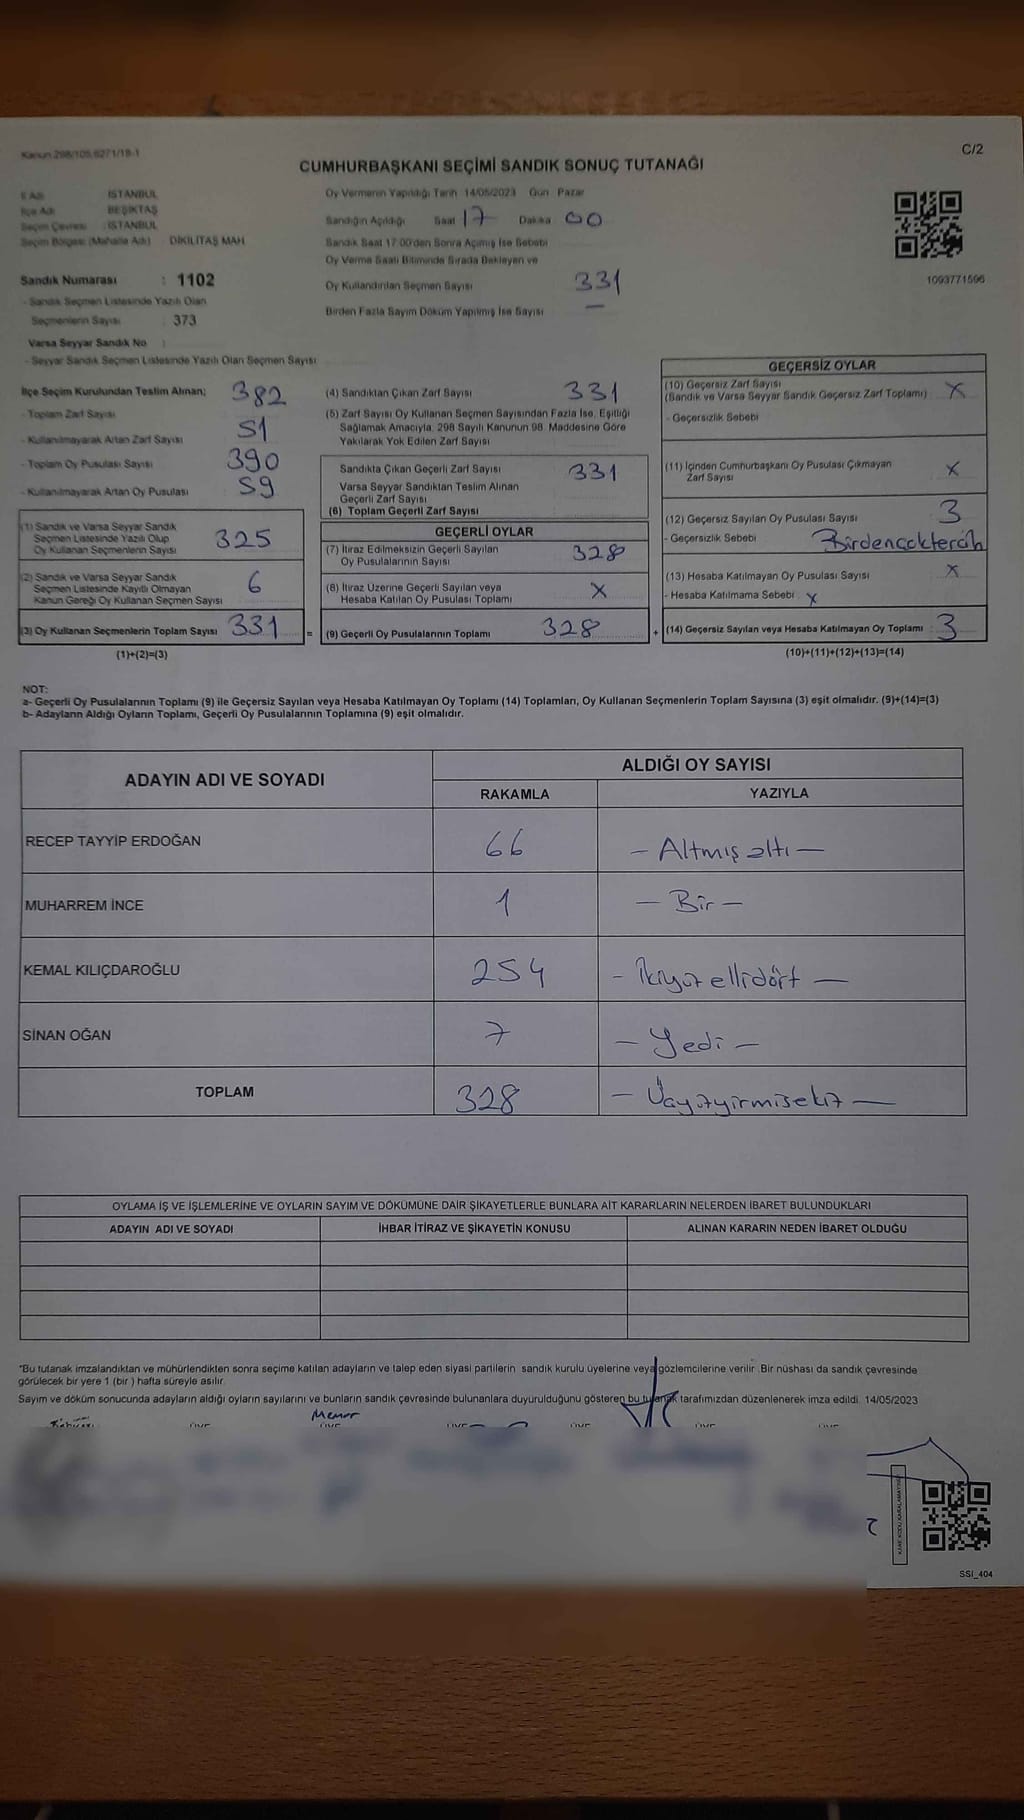 Kanun 298/105,6271/18-1
C/2
CUMHURBAŞKANI SEÇİMİ SANDIK SONUÇ TUTANAĞI
İl Adı : İSTANBUL
İlçe Adı : BEŞİKTAŞ
Seçim Çevresi : İSTANBUL
Seçim Bölgesi (Mahalle Adı) : DİKİLİTAŞ MAH.
Sandık Numarası : 1102
- Sandık Seçmen Listesinde Yazılı Olan
Seçmenlerin Sayısı : 373
Varsa Seyyar Sandık No :
- Seyyar Sandık Seçmen Listesinde Yazılı Olan Seçmen Sayısı :
Oy Vermenin Yapıldığı Tarih 14/05/2023 Gün Pazar
Sandığın Açıldığı Saat 17 Dakika 00
Sandık Saat 17.00'den Sonra Açılmış İse Sebebi
Oy Verme Saati Bitiminde Sırada Bekleyen ve
Oy Kullandırılan Seçmen Sayısı 331
Birden Fazla Sayım Döküm Yapılmış İse Sayısı —
1093771596
İlçe Seçim Kurulundan Teslim Alınan; 382
- Toplam Zarf Sayısı
- Kullanılmayarak Artan Zarf Sayısı 51
- Toplam Oy Pusulası Sayısı 390
- Kullanılmayarak Artan Oy Pusulası 59
(1) Sandık ve Varsa Seyyar Sandık
Seçmen Listesinde Yazılı Olup
Oy Kullanan Seçmenlerin Sayısı 325
(2) Sandık ve Varsa Seyyar Sandık
Seçmen Listesinde Kayıtlı Olmayan
Kanun Gereği Oy Kullanan Seçmen Sayısı 6
(3) Oy Kullanan Seçmenlerin Toplam Sayısı 331 =
(1)+(2)=(3)
(4) Sandıktan Çıkan Zarf Sayısı 331
(5) Zarf Sayısı Oy Kullanan Seçmen Sayısından Fazla İse, Eşitliği
Sağlamak Amacıyla, 298 Sayılı Kanunun 98. Maddesine Göre
Yakılarak Yok Edilen Zarf Sayısı
Sandıkta Çıkan Geçerli Zarf Sayısı 331
Varsa Seyyar Sandıktan Teslim Alınan
Geçerli Zarf Sayısı
(6) Toplam Geçerli Zarf Sayısı
GEÇERLİ OYLAR
(7) İtiraz Edilmeksizin Geçerli Sayılan
Oy Pusulalarının Sayısı 328
(8) İtiraz Üzerine Geçerli Sayılan veya
Hesaba Katılan Oy Pusulası Toplamı X
(9) Geçerli Oy Pusulalarının Toplamı 328 +
GEÇERSİZ OYLAR
(10) Geçersiz Zarf Sayısı
(Sandık ve Varsa Seyyar Sandık Geçersiz Zarf Toplamı) X
- Geçersizlik Sebebi
(11) İçinden Cumhurbaşkanı Oy Pusulası Çıkmayan
Zarf Sayısı X
(12) Geçersiz Sayılan Oy Pusulası Sayısı 3
- Geçersizlik Sebebi Birdençoktercih
(13) Hesaba Katılmayan Oy Pusulası Sayısı X
- Hesaba Katılmama Sebebi X
(14) Geçersiz Sayılan veya Hesaba Katılmayan Oy Toplamı 3
(10)+(11)+(12)+(13)=(14)
NOT:
a- Geçerli Oy Pusulalarının Toplamı (9) ile Geçersiz Sayılan veya Hesaba Katılmayan Oy Toplamı (14) Toplamları, Oy Kullanan Seçmenlerin Toplam Sayısına (3) eşit olmalıdır. (9)+(14)=(3)
b- Adayların Aldığı Oyların Toplamı, Geçerli Oy Pusulalarının Toplamına (9) eşit olmalıdır.
ADAYIN ADI VE SOYADI
ALDIĞI OY SAYISI
RAKAMLA YAZIYLA
RECEP TAYYİP ERDOĞAN 66 — Altmış altı —
MUHARREM İNCE 1 — Bir —
KEMAL KILIÇDAROĞLU 254 - İkiyüz ellidört —
SİNAN OĞAN 7 — Yedi —
TOPLAM 328 — Üçyüzyirmisekiz —
OYLAMA İŞ VE İŞLEMLERİNE VE OYLARIN SAYIM VE DÖKÜMÜNE DAİR ŞİKAYETLERLE BUNLARA AİT KARARLARIN NELERDEN İBARET BULUNDUKLARI
ADAYIN ADI VE SOYADI İHBAR İTİRAZ VE ŞİKAYETİN KONUSU ALINAN KARARIN NEDEN İBARET OLDUĞU
*Bu tutanak imzalandıktan ve mühürlendikten sonra seçime katılan adayların ve talep eden siyasi partilerin sandık kurulu üyelerine veya gözlemcilerine verilir. Bir nüshası da sandık çevresinde
görülecek bir yere 1 (bir) hafta süreyle asılır.
Sayım ve döküm sonucunda adayların aldığı oyların sayılarını ve bunların sandık çevresinde bulunanlara duyurulduğunu gösteren bu tutanak tarafımızdan düzenlenerek imza edildi. 14/05/2023
Memur
SSI_404